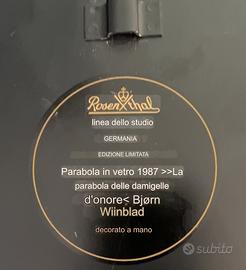 Rosenthal
linea dello studio
GERMANIA
EDIZIONE LIMITATA
Parabola in vetro 1987 >>La
parabola delle damigelle
d'onore< Bjørn
Wiinblad
decorato a mano
subito